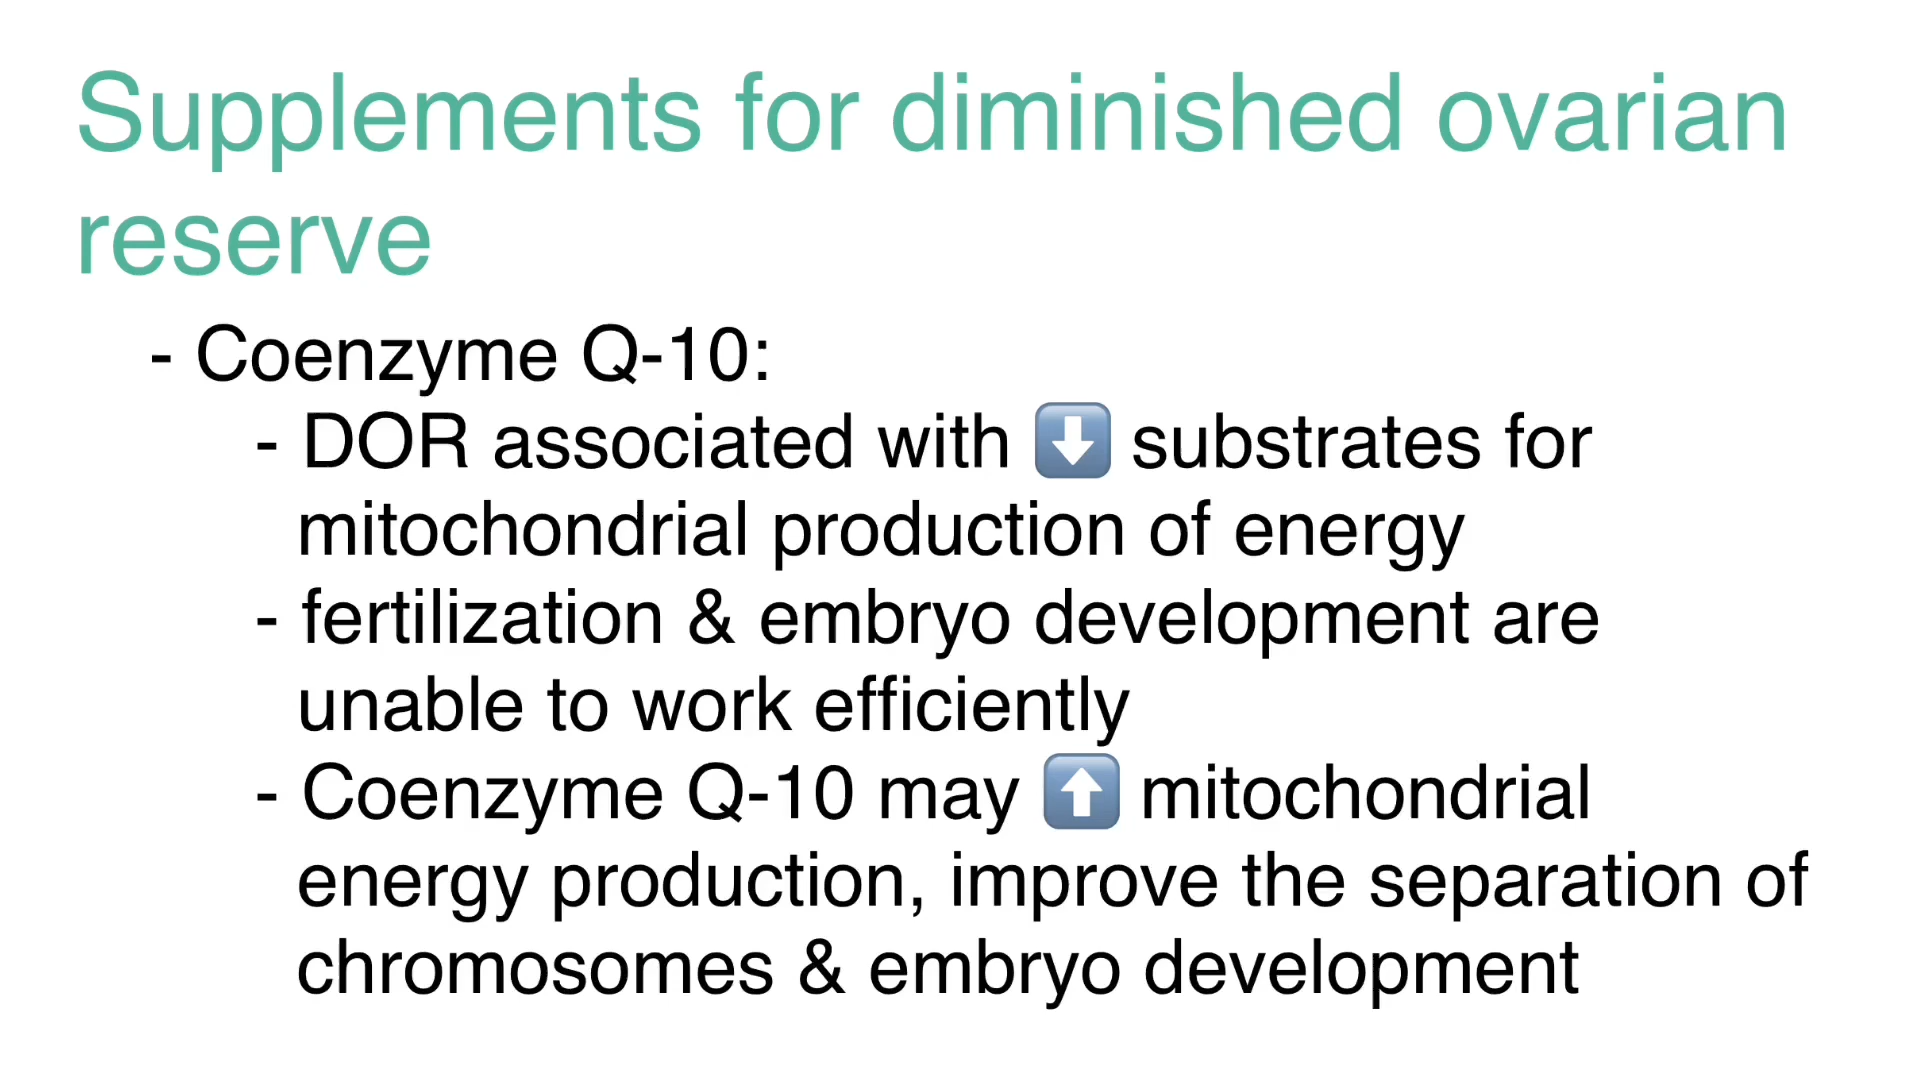 Supplements for diminished ovarian
reserve
- Coenzyme Q-10:
- DOR associated with ⬇️ substrates for
mitochondrial production of energy
- fertilization & embryo development are
unable to work efficiently
- Coenzyme Q-10 may ⬆️ mitochondrial
energy production, improve the separation of
chromosomes & embryo development